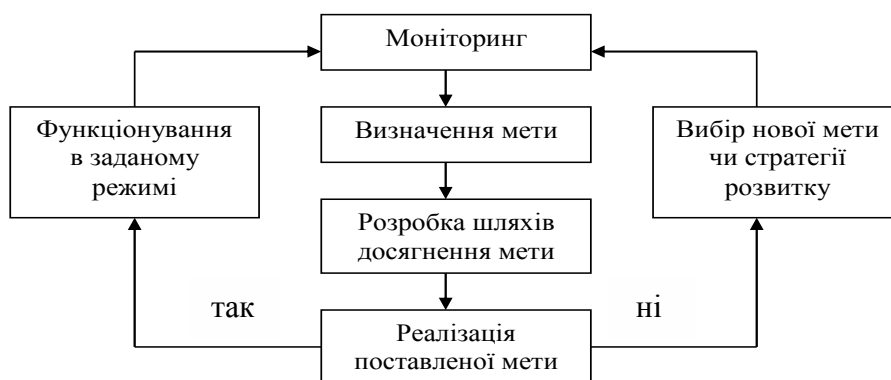 Моніторинг
Функціонування
в заданому
режимі
Визначення мети
Вибір нової мети
чи стратегії
розвитку
Розробка шляхів
досягнення мети
так
ні
Реалізація
поставленої мети